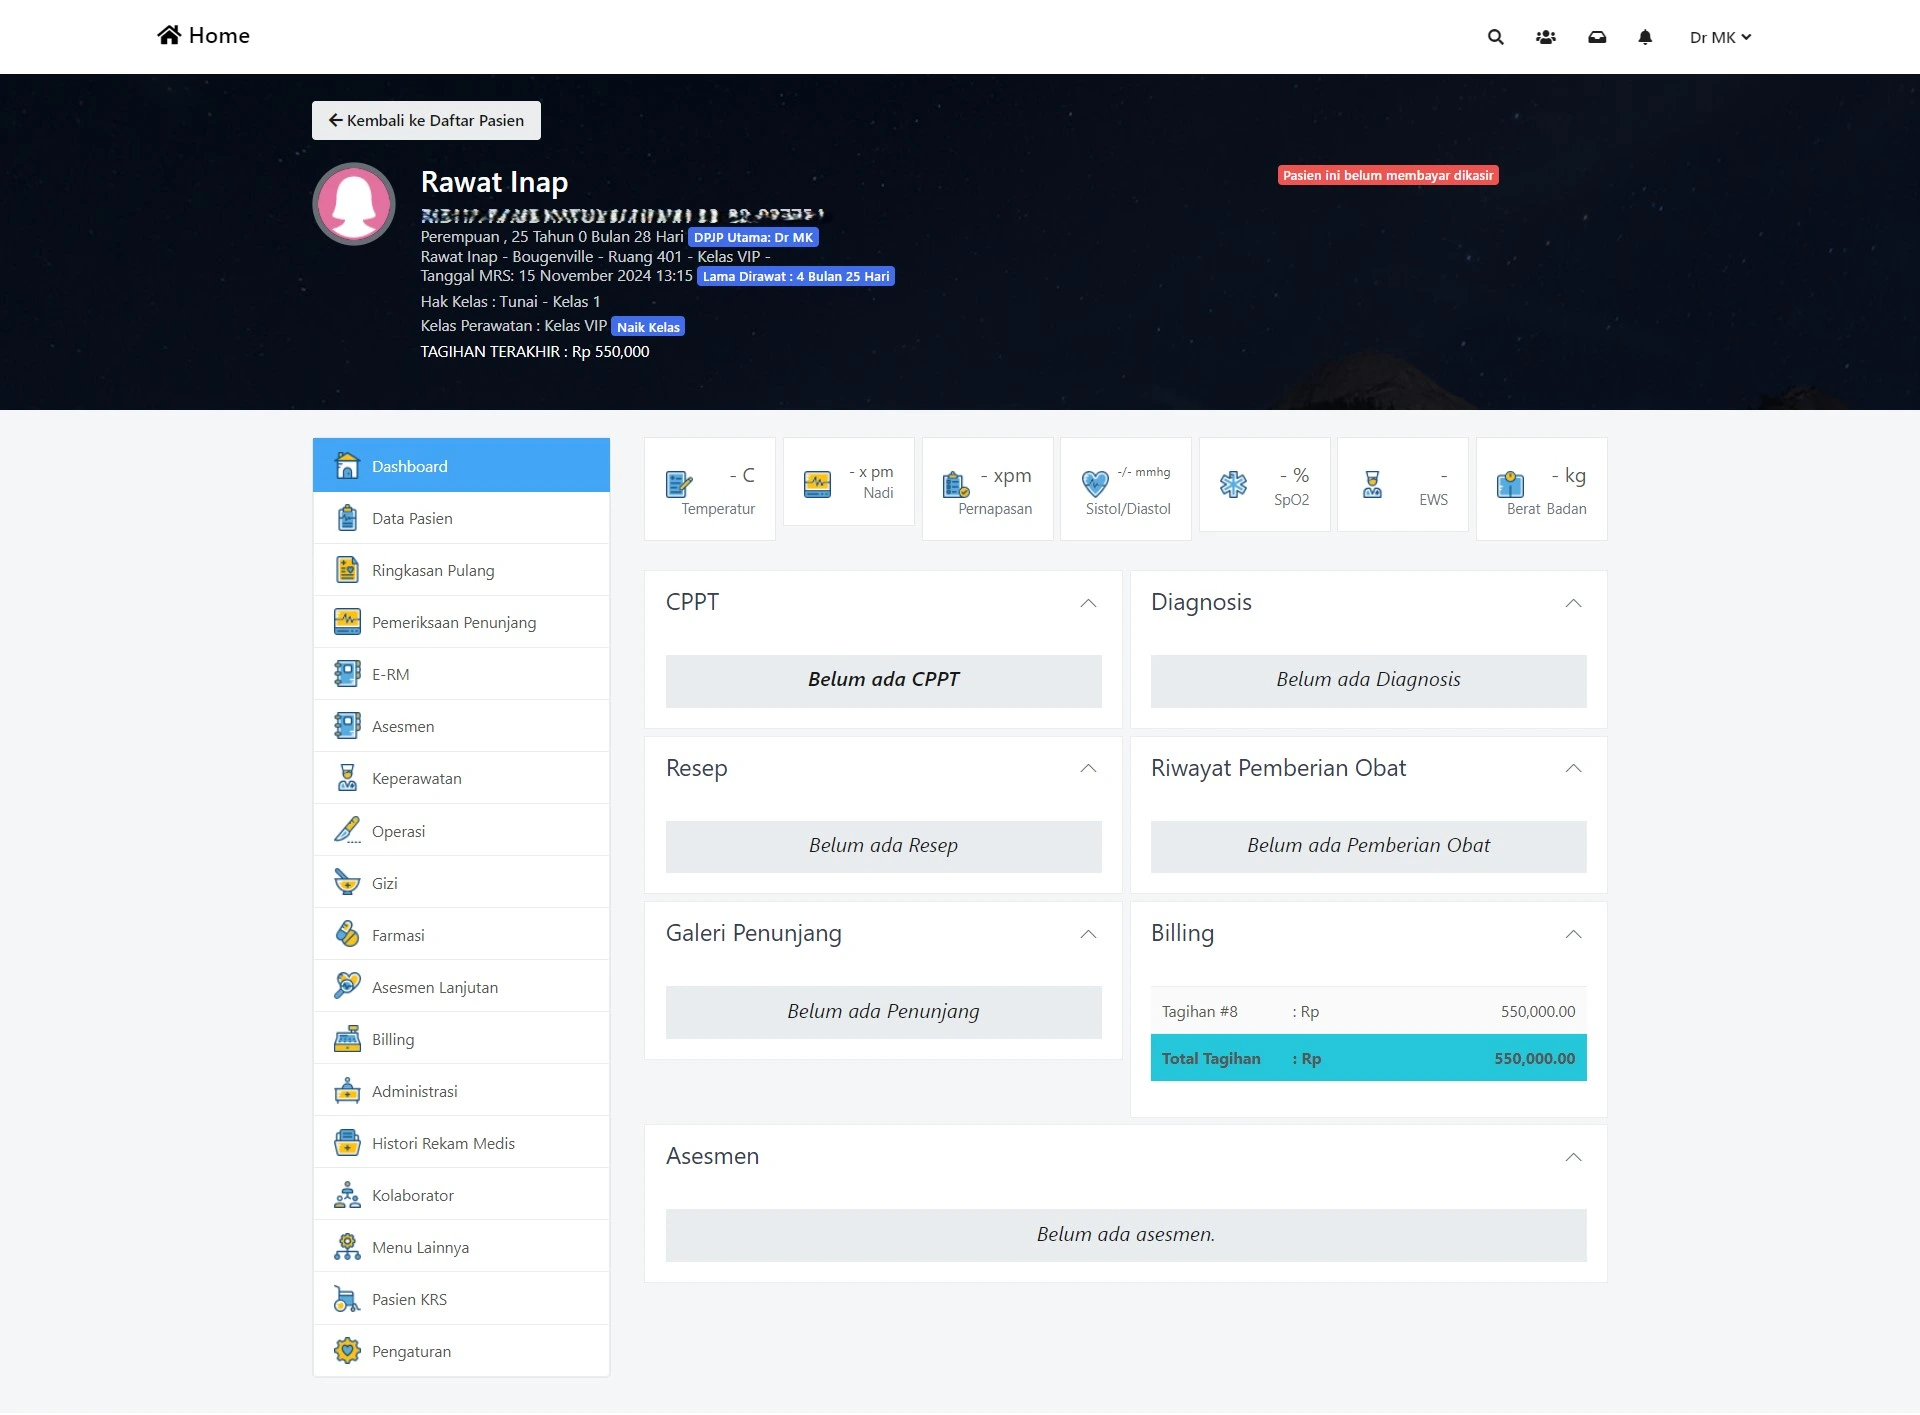 Home
Dr MK
Kembali ke Daftar Pasien
Rawat Inap
Pasien ini belum membayar dikasir
Perempuan , 25 Tahun 0 Bulan 28 Hari DPJP Utama: Dr MK
Rawat Inap - Bougenville - Ruang 401 - Kelas VIP -
Tanggal MRS: 15 November 2024 13:15 Lama Dirawat : 4 Bulan 25 Hari
Hak Kelas : Tunai - Kelas 1
Kelas Perawatan : Kelas VIP Naik Kelas
TAGIHAN TERAKHIR : Rp 550,000
Dashboard
Data Pasien
Ringkasan Pulang
Pemeriksaan Penunjang
E-RM
Asesmen
Keperawatan
Operasi
Gizi
Farmasi
Asesmen Lanjutan
Billing
Administrasi
Histori Rekam Medis
Kolaborator
Menu Lainnya
Pasien KRS
Pengaturan
- C
Temperatur
- x pm
Nadi
- xpm
Pernapasan
-/- mmhg
Sistol/Diastol
- %
SpO2
-
EWS
- kg
Berat Badan
CPPT
Belum ada CPPT
Diagnosis
Belum ada Diagnosis
Resep
Belum ada Resep
Riwayat Pemberian Obat
Belum ada Pemberian Obat
Galeri Penunjang
Belum ada Penunjang
Billing
Tagihan #8 : Rp 550,000.00
Total Tagihan : Rp 550,000.00
Asesmen
Belum ada asesmen.